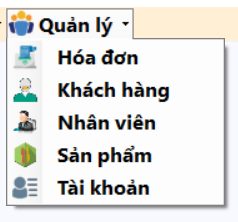 Quản lý
Hóa đơn
Khách hàng
Nhân viên
Sản phẩm
Tài khoản